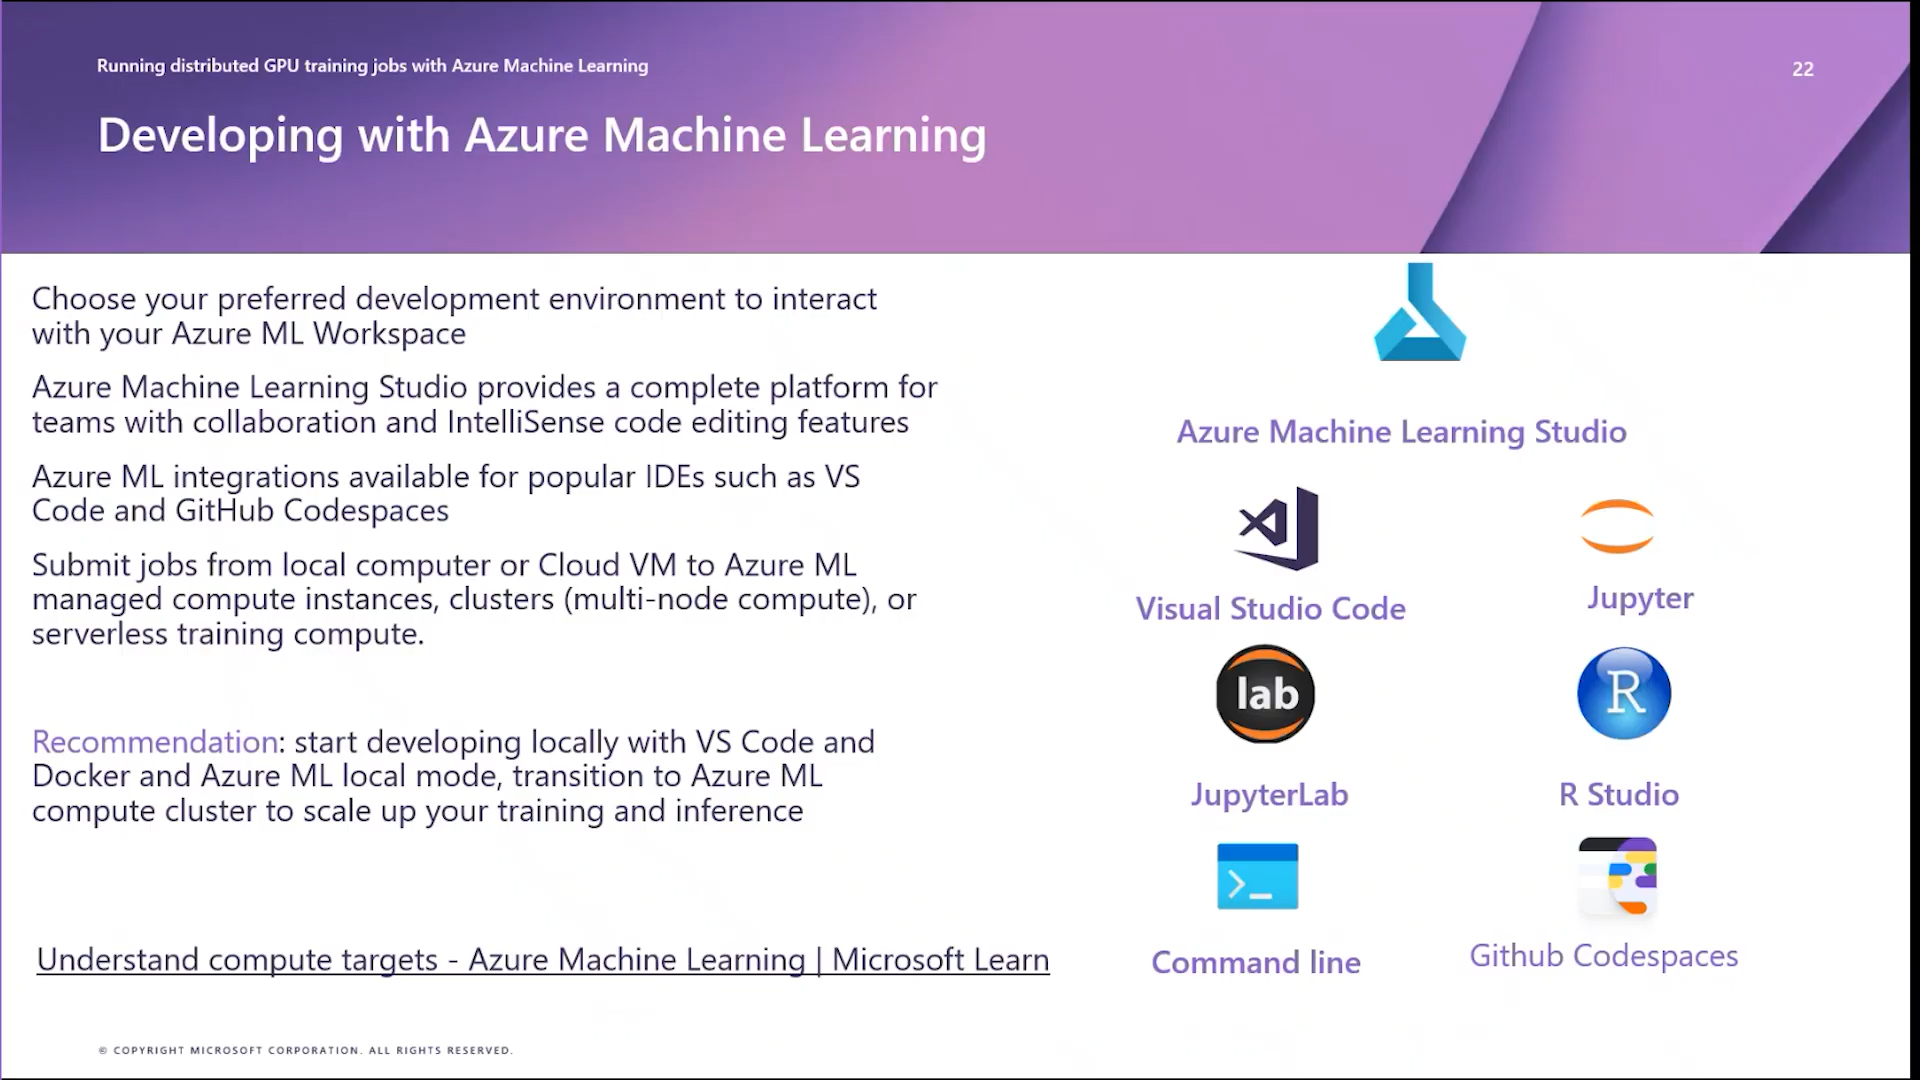 Running distributed GPU training jobs with Azure Machine Learning
22
Developing with Azure Machine Learning
Choose your preferred development environment to interact
with your Azure ML Workspace
Azure Machine Learning Studio provides a complete platform for
teams with collaboration and IntelliSense code editing features
Azure ML integrations available for popular IDEs such as VS
Code and GitHub Codespaces
Submit jobs from local computer or Cloud VM to Azure ML
managed compute instances, clusters (multi-node compute), or
serverless training compute.
Recommendation: start developing locally with VS Code and
Docker and Azure ML local mode, transition to Azure ML
compute cluster to scale up your training and inference
Understand compute targets - Azure Machine Learning | Microsoft Learn
Azure Machine Learning Studio
Visual Studio Code
Jupyter
lab
R
JupyterLab
R Studio
>_
Command line
Github Codespaces
© COPYRIGHT MICROSOFT CORPORATION. ALL RIGHTS RESERVED.